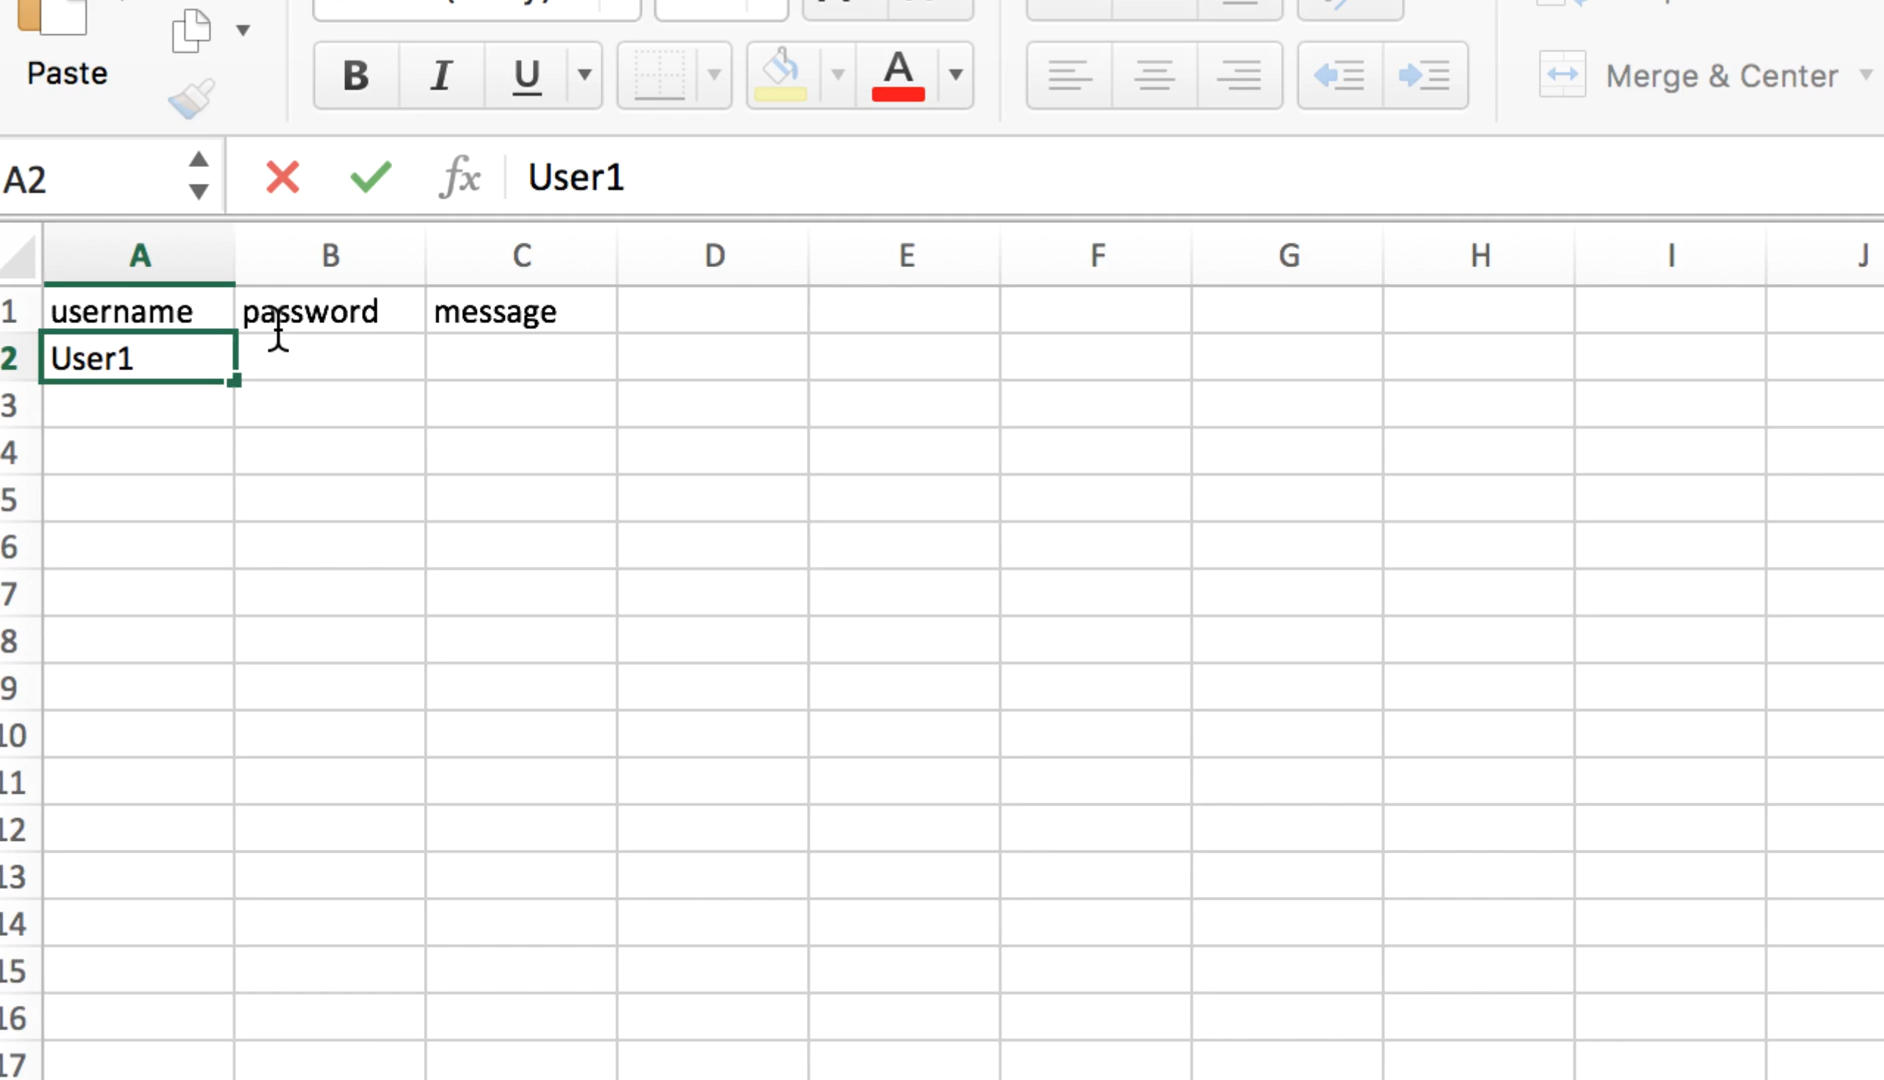 Paste
B I U A
Merge & Center
A2 fx User1
A B C D E F G H I J
1 username password message
2 User1
3
4
5
6
7
8
9
10
11
12
13
14
15
16
17